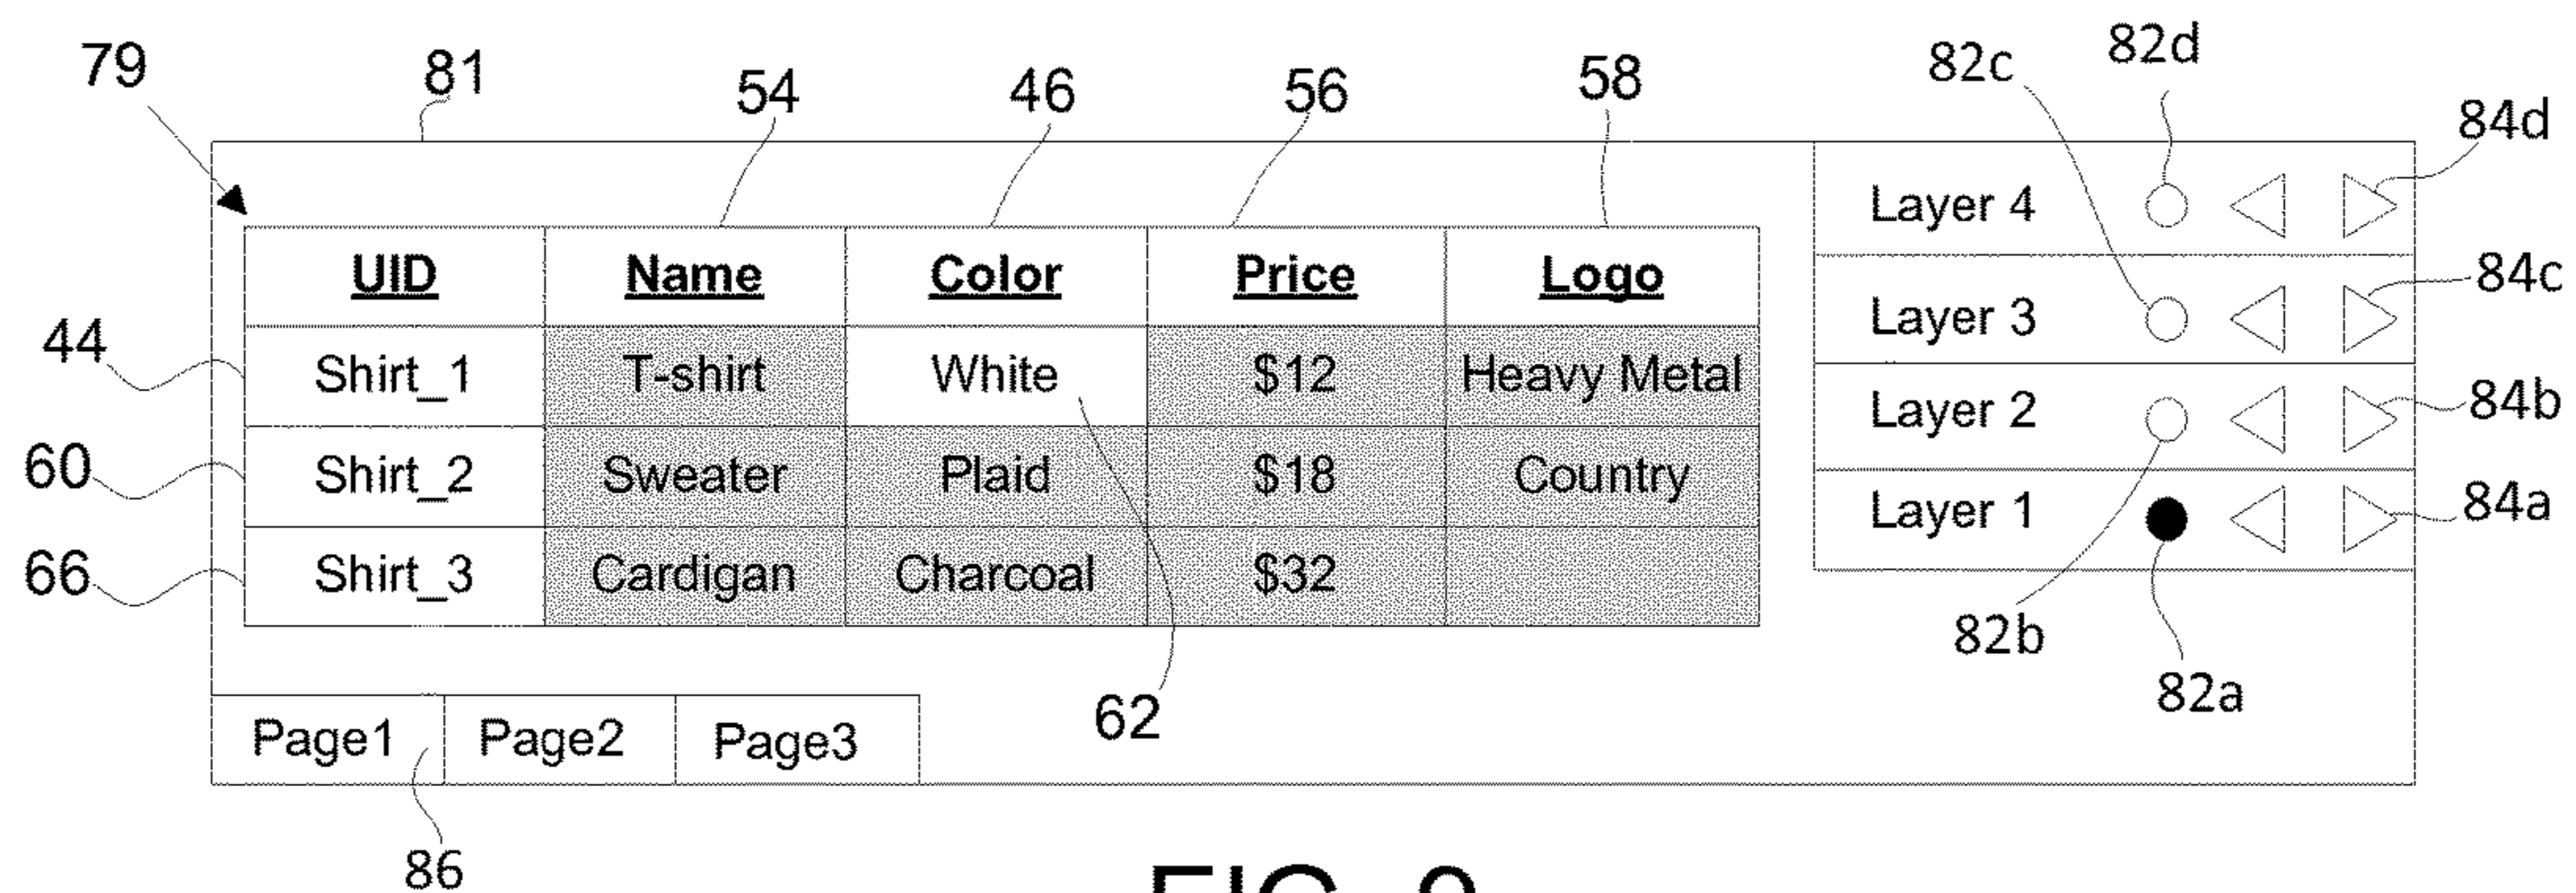 79 81 54 46 56 58 82c 82d 84d
Layer 4
UID Name Color Price Logo
84c
Layer 3
44 Shirt_1 T-shirt White $12 Heavy Metal
Layer 2 84b
60 Shirt_2 Sweater Plaid $18 Country
Layer 1 84a
66 Shirt_3 Cardigan Charcoal $32
82b
82a
62
Page1 Page2 Page3
86